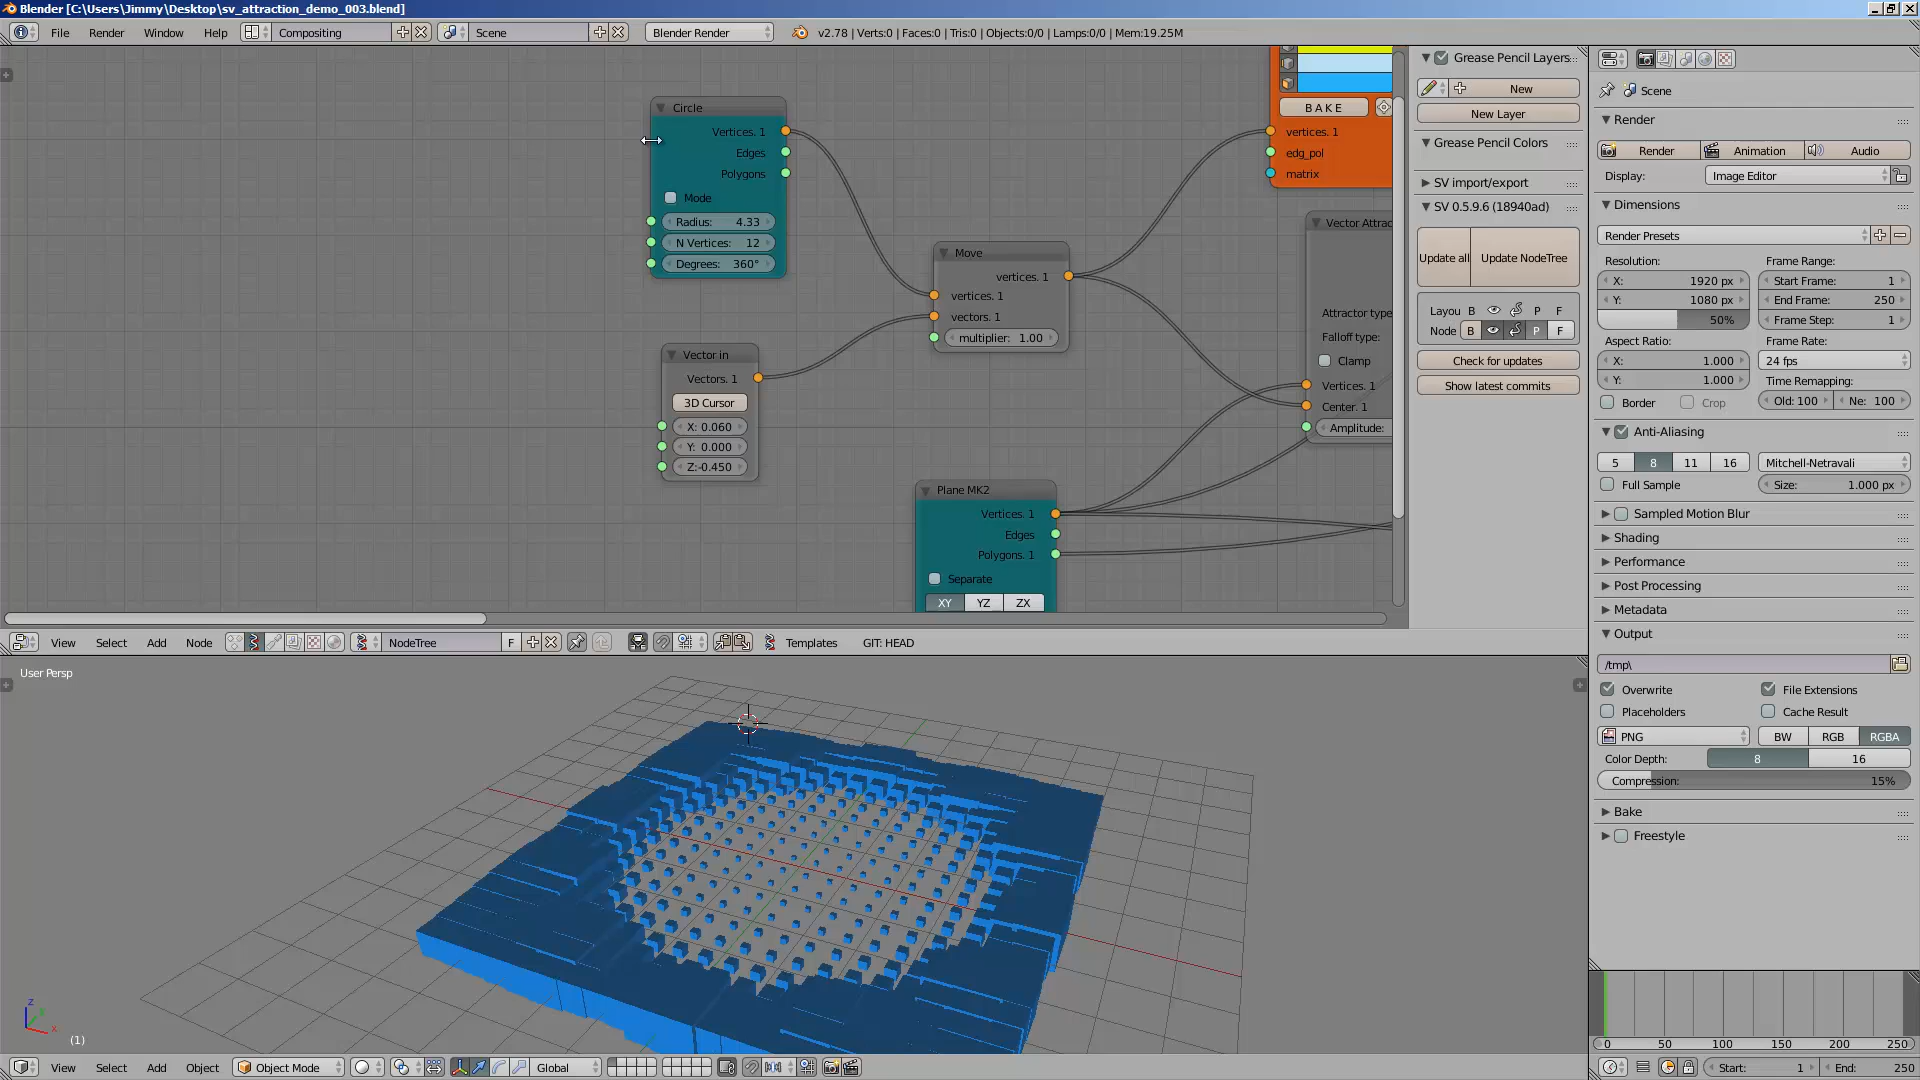 Blender [C:\Users\Jimmy\Desktop\sv_attraction_demo_003.blend]
File Render Window Help Compositing Scene Blender Render v2.78 | Verts:0 | Faces:0 | Tris:0 | Objects:0/0 | Lamps:0/0 | Mem:19.25M
Circle
Vertices. 1
Edges
Polygons
Mode
Radius: 4.33
N Vertices: 12
Degrees: 360°
Vector in
Vectors. 1
3D Cursor
X: 0.060
Y: 0.000
Z:-0.450
Move
vertices. 1
vertices. 1
vectors. 1
multiplier: 1.00
Plane MK2
Vertices. 1
Edges
Polygons. 1
Separate
XY YZ ZX
BAKE
vertices. 1
edg_pol
matrix
Vector Attrac
Attractor type
Falloff type:
Clamp
Vertices. 1
Center. 1
Amplitude:
Grease Pencil Layers
New
New Layer
Grease Pencil Colors
SV import/export
SV 0.5.9.6 (18940ad)
Update all Update NodeTree
Layou B P F
Node B P F
Check for updates
Show latest commits
Scene
Render
Render Animation Audio
Display: Image Editor
Dimensions
Render Presets
Resolution: Frame Range:
X: 1920 px Start Frame: 1
Y: 1080 px End Frame: 250
50% Frame Step: 1
Aspect Ratio: Frame Rate:
X: 1.000 24 fps
Y: 1.000 Time Remapping:
Border Crop Old: 100 Ne: 100
Anti-Aliasing
5 8 11 16 Mitchell-Netravali
Full Sample Size: 1.000 px
Sampled Motion Blur
Shading
Performance
Post Processing
Metadata
Output
/tmp\
Overwrite File Extensions
Placeholders Cache Result
PNG BW RGB RGBA
Color Depth: 8 16
Compression: 15%
Bake
Freestyle
View Select Add Node NodeTree F Templates GIT: HEAD
User Persp
z
x
(1)
0 50 100 150 200 250
View Select Add Object Object Mode Global
Start: 1 End: 250